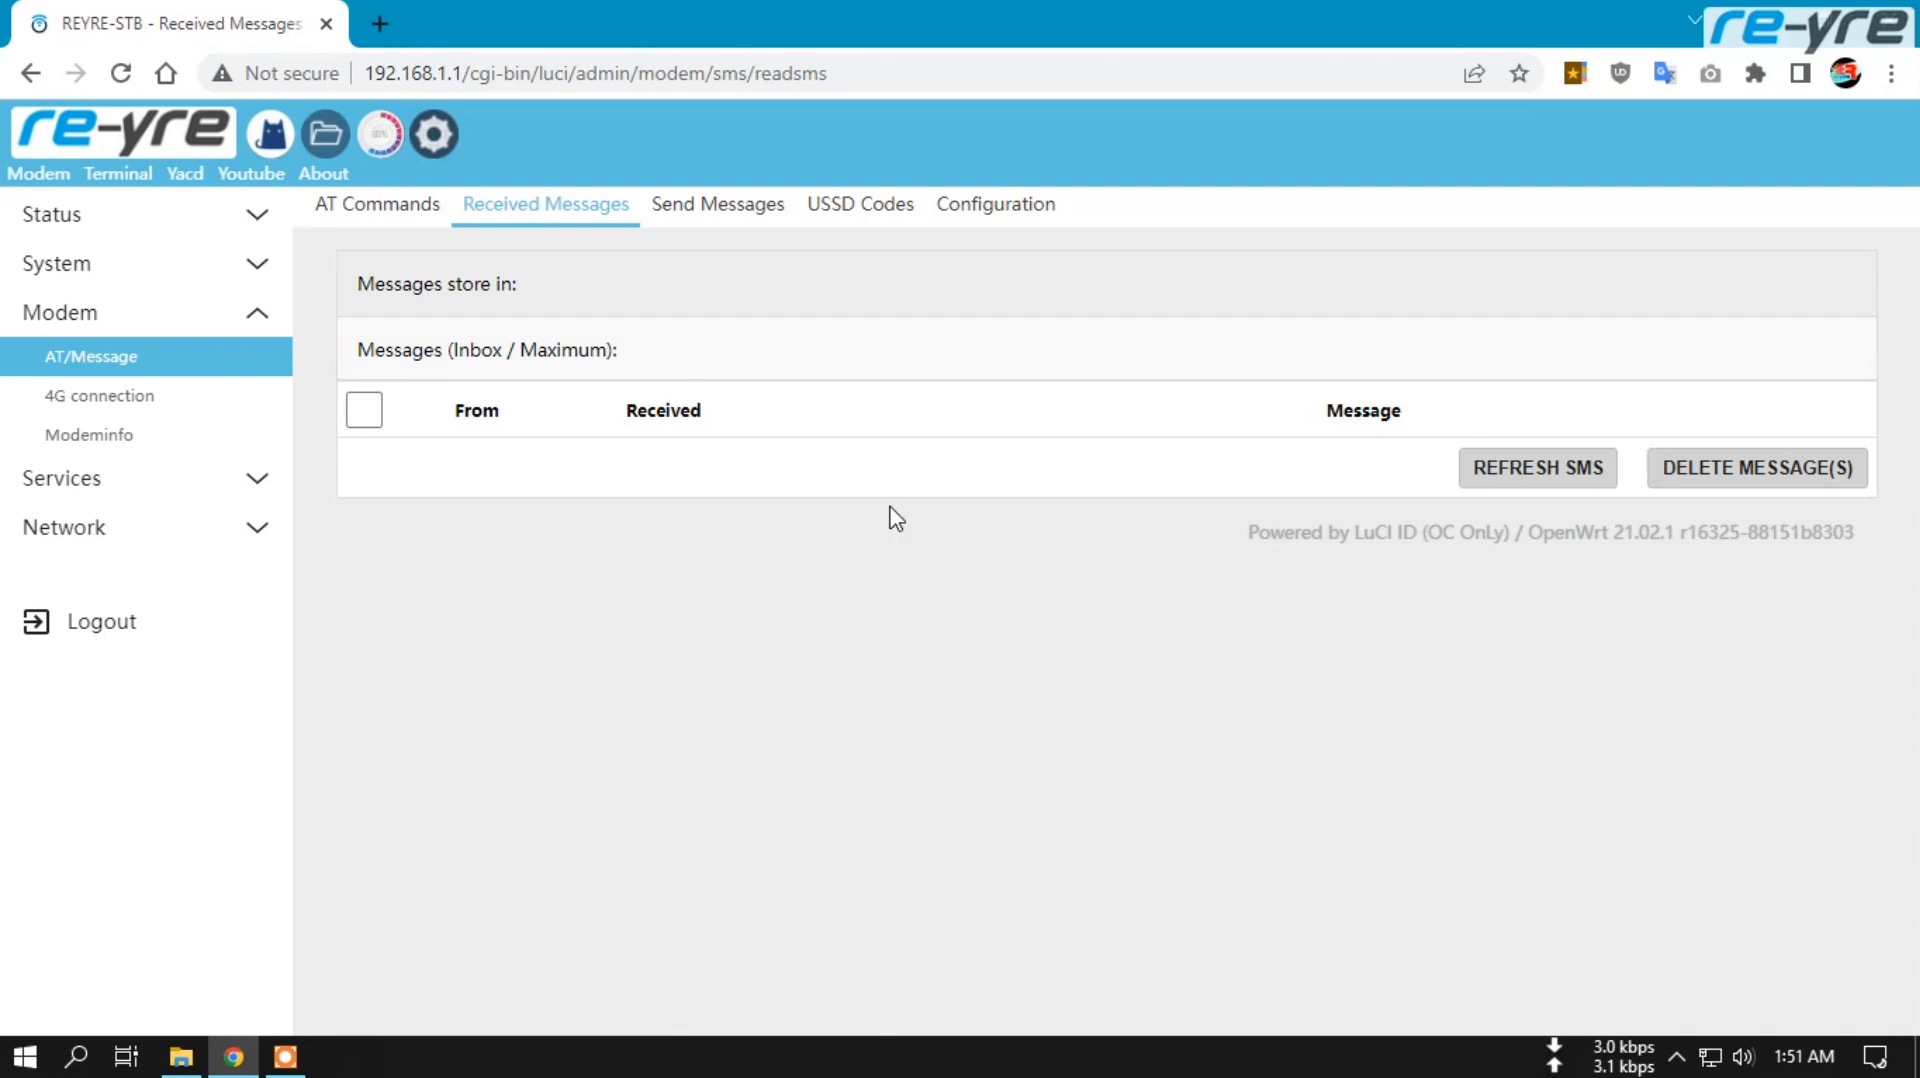 REYRE-STB - Received Messages
re-yre
Not secure
192.168.1.1/cgi-bin/luci/admin/modem/sms/readsms
re-yre
Modem Terminal Yacd Youtube About
Status
System
Modem
AT/Message
4G connection
Modeminfo
Services
Network
Logout
AT Commands Received Messages Send Messages USSD Codes Configuration
Messages store in:
Messages (Inbox / Maximum):
From Received Message
REFRESH SMS DELETE MESSAGE(S)
Powered by LuCI ID (OC OnLy) / OpenWrt 21.02.1 r16325-88151b8303
3.0 kbps
3.1 kbps
1:51 AM